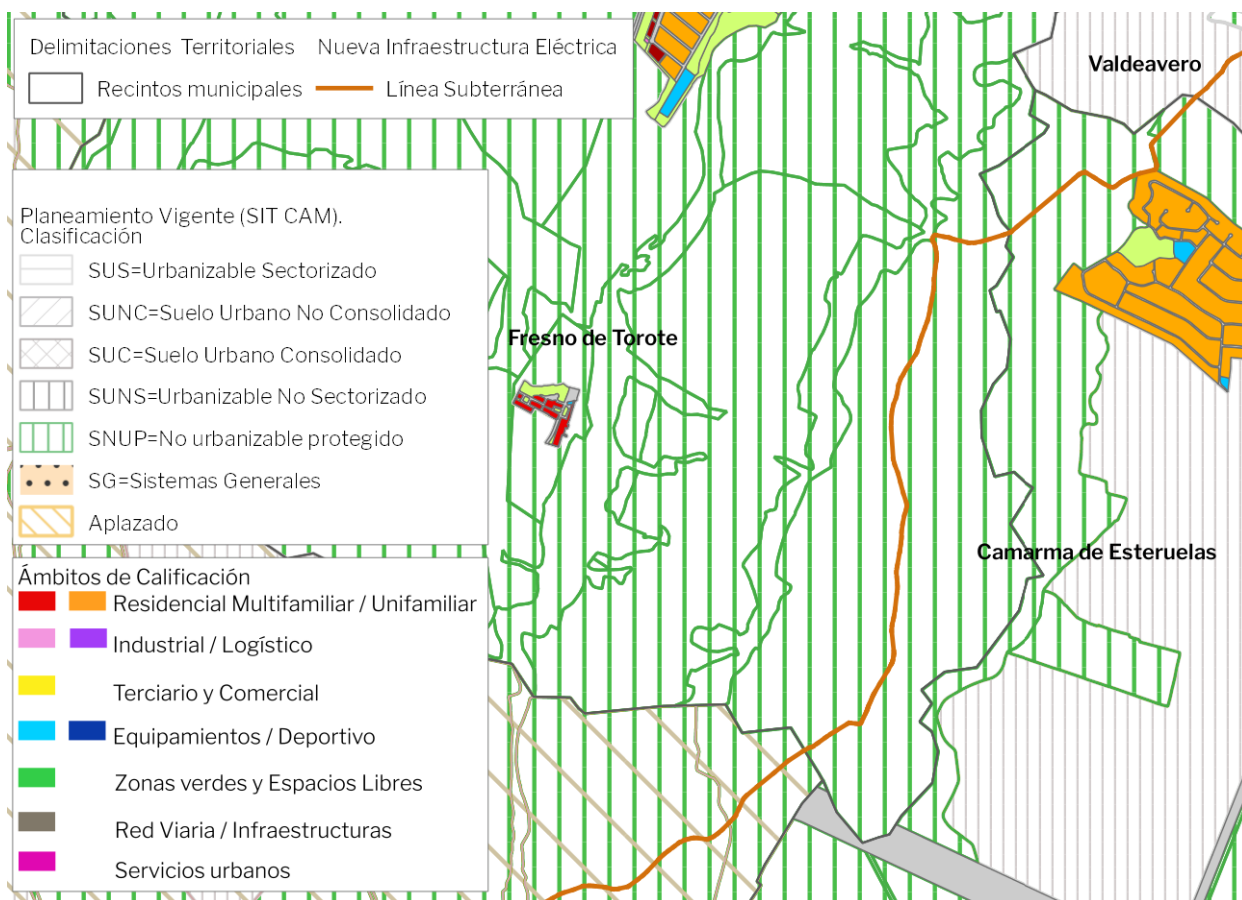 Delimitaciones Territoriales Nueva Infraestructura Eléctrica
Recintos municipales Línea Subterránea
Valdeavero
Planeamiento Vigente (SIT CAM).
Clasificación
SUS=Urbanizable Sectorizado
SUNC=Suelo Urbano No Consolidado
SUC=Suelo Urbano Consolidado
SUNS=Urbanizable No Sectorizado
SNUP=No urbanizable protegido
SG=Sistemas Generales
Aplazado
Fresno de Torote
Camarma de Esteruelas
Ámbitos de Calificación
Residencial Multifamiliar / Unifamiliar
Industrial / Logístico
Terciario y Comercial
Equipamientos / Deportivo
Zonas verdes y Espacios Libres
Red Viaria / Infraestructuras
Servicios urbanos